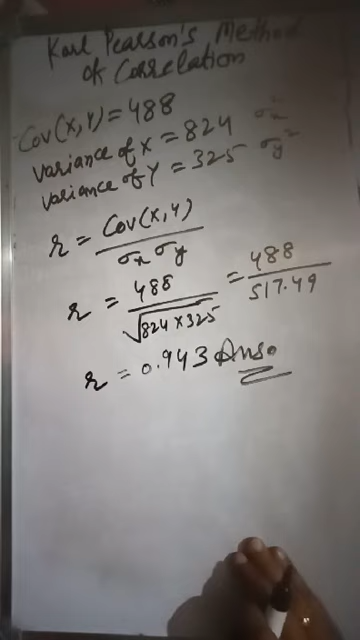 Karl Pearson's Method
of Correlation
Cov(X,Y) = 488
variance of X = 824 σx²
variance of Y = 325 σy²
r = Cov(X,Y) / σx σy
r = 488 / √824×325 = 488 / 517.49
r = 0.943 Ans.